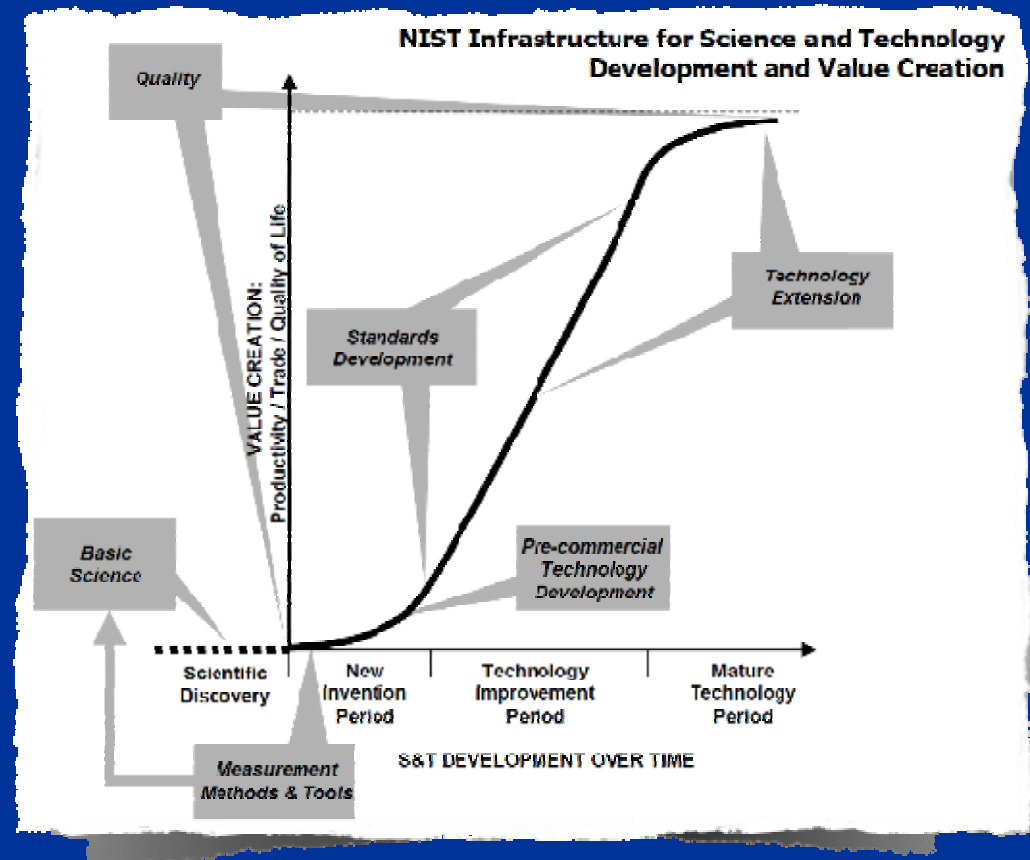 NIST Infrastructure for Science and Technology
Development and Value Creation
Quality
VALUE CREATION:
Productivity / Trade / Quality of Life
Technology
Extension
Standards
Development
Basic
Science
Pre-commercial
Technology
Development
Scientific
Discovery
New
Invention
Period
Technology
Improvement
Period
Mature
Technology
Period
S&T DEVELOPMENT OVER TIME
Measurement
Methods & Tools